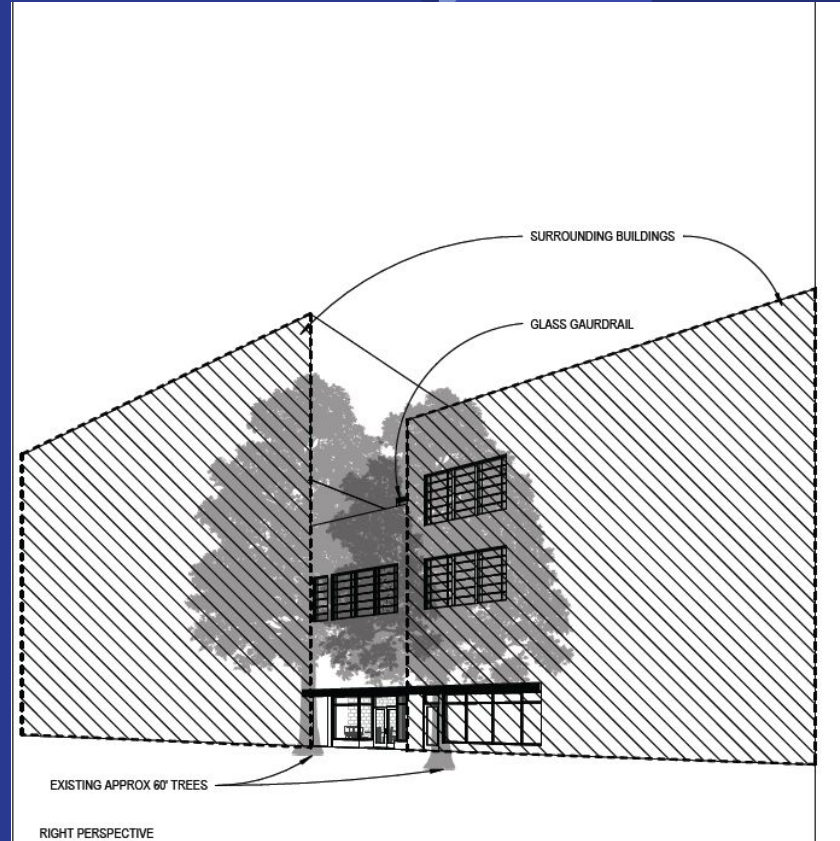 SURROUNDING BUILDINGS
GLASS GAURDRAIL
EXISTING APPROX 60' TREES
RIGHT PERSPECTIVE